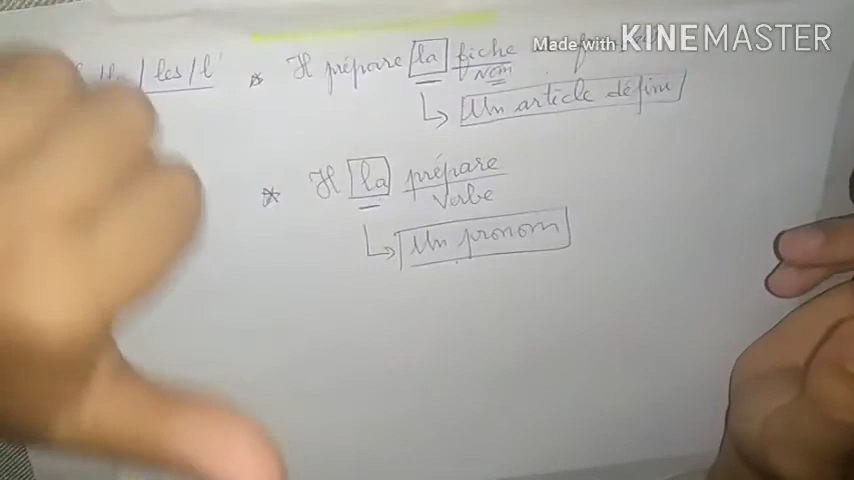 les / l' * Il prépare la fiche
Made with KINEMASTER
Nom
Un article défini
* Il la prépare
Verbe
Un pronom